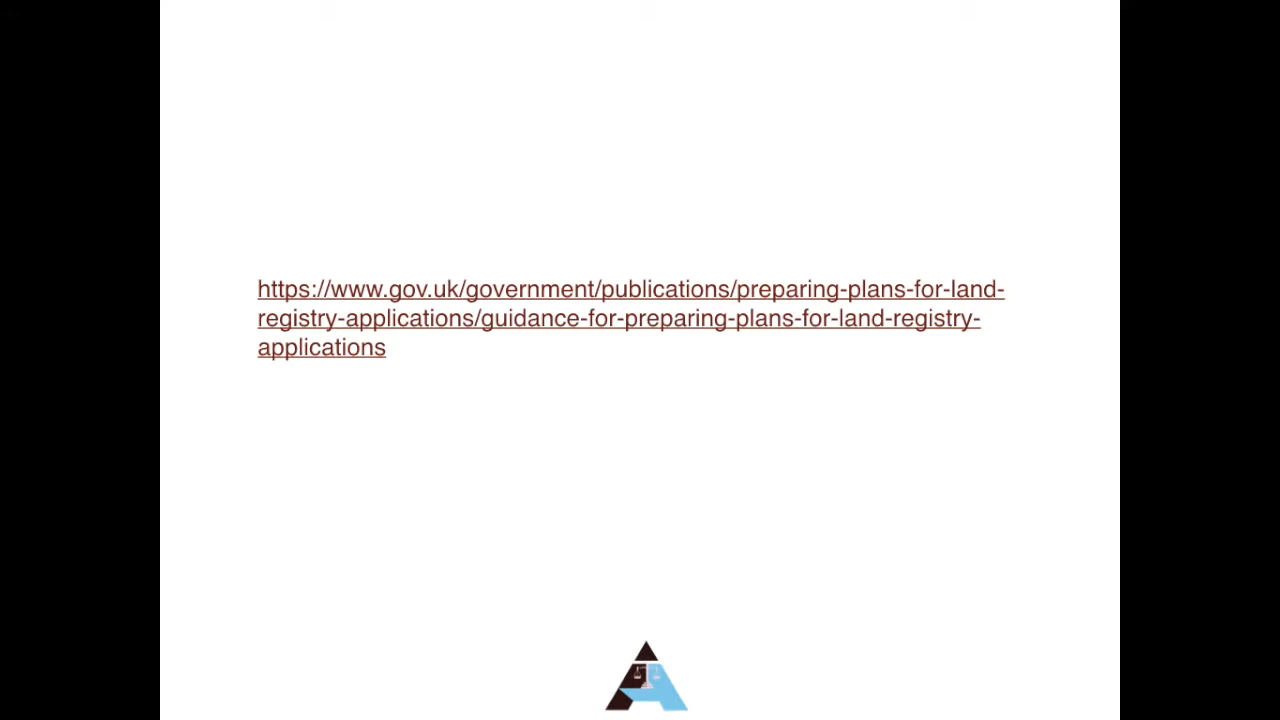 https://www.gov.uk/government/publications/preparing-plans-for-land-
registry-applications/guidance-for-preparing-plans-for-land-registry-
applications